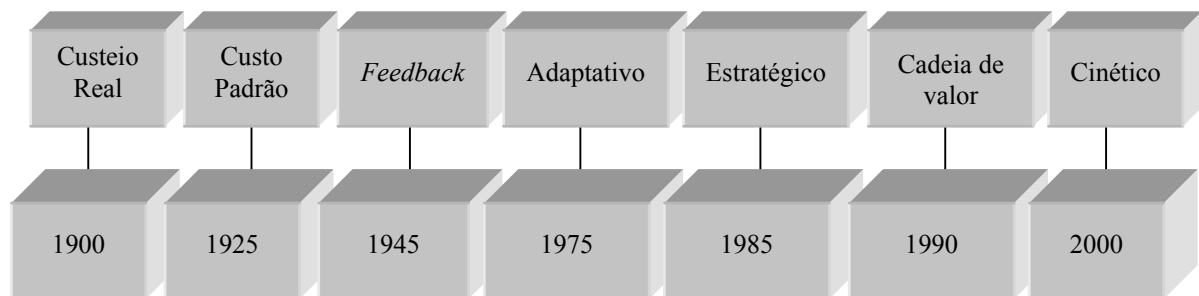 Custeio
Real
Custo
Padrão
Feedback
Adaptativo
Estratégico
Cadeia de
valor
Cinético
1900
1925
1945
1975
1985
1990
2000